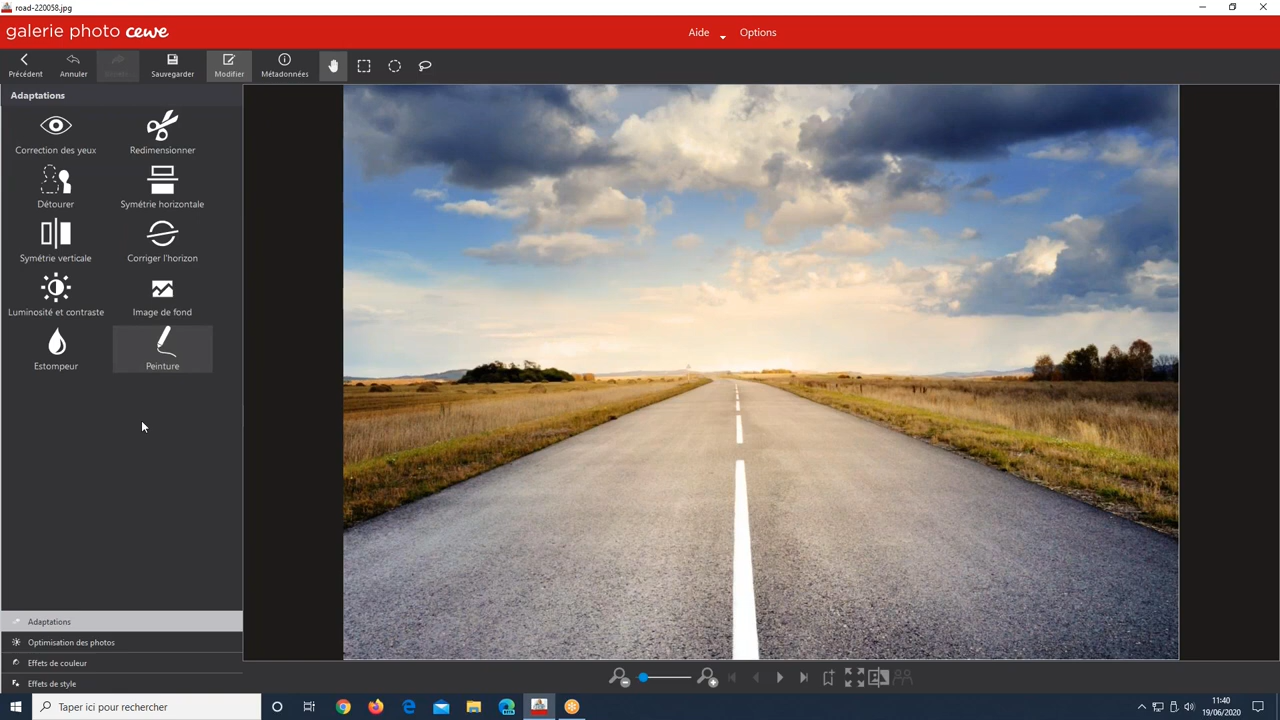 road-220058.jpg
galerie photo cewe
Aide
Options
Précédent
Annuler
Sauvegarder
Modifier
Métadonnées
Adaptations
Correction des yeux
Redimensionner
Détourer
Symétrie horizontale
Symétrie verticale
Corriger l'horizon
Luminosité et contraste
Image de fond
Estompeur
Peinture
Adaptations
Optimisation des photos
Effets de couleur
Effets de style
Taper ici pour rechercher
11:40
19/06/2020